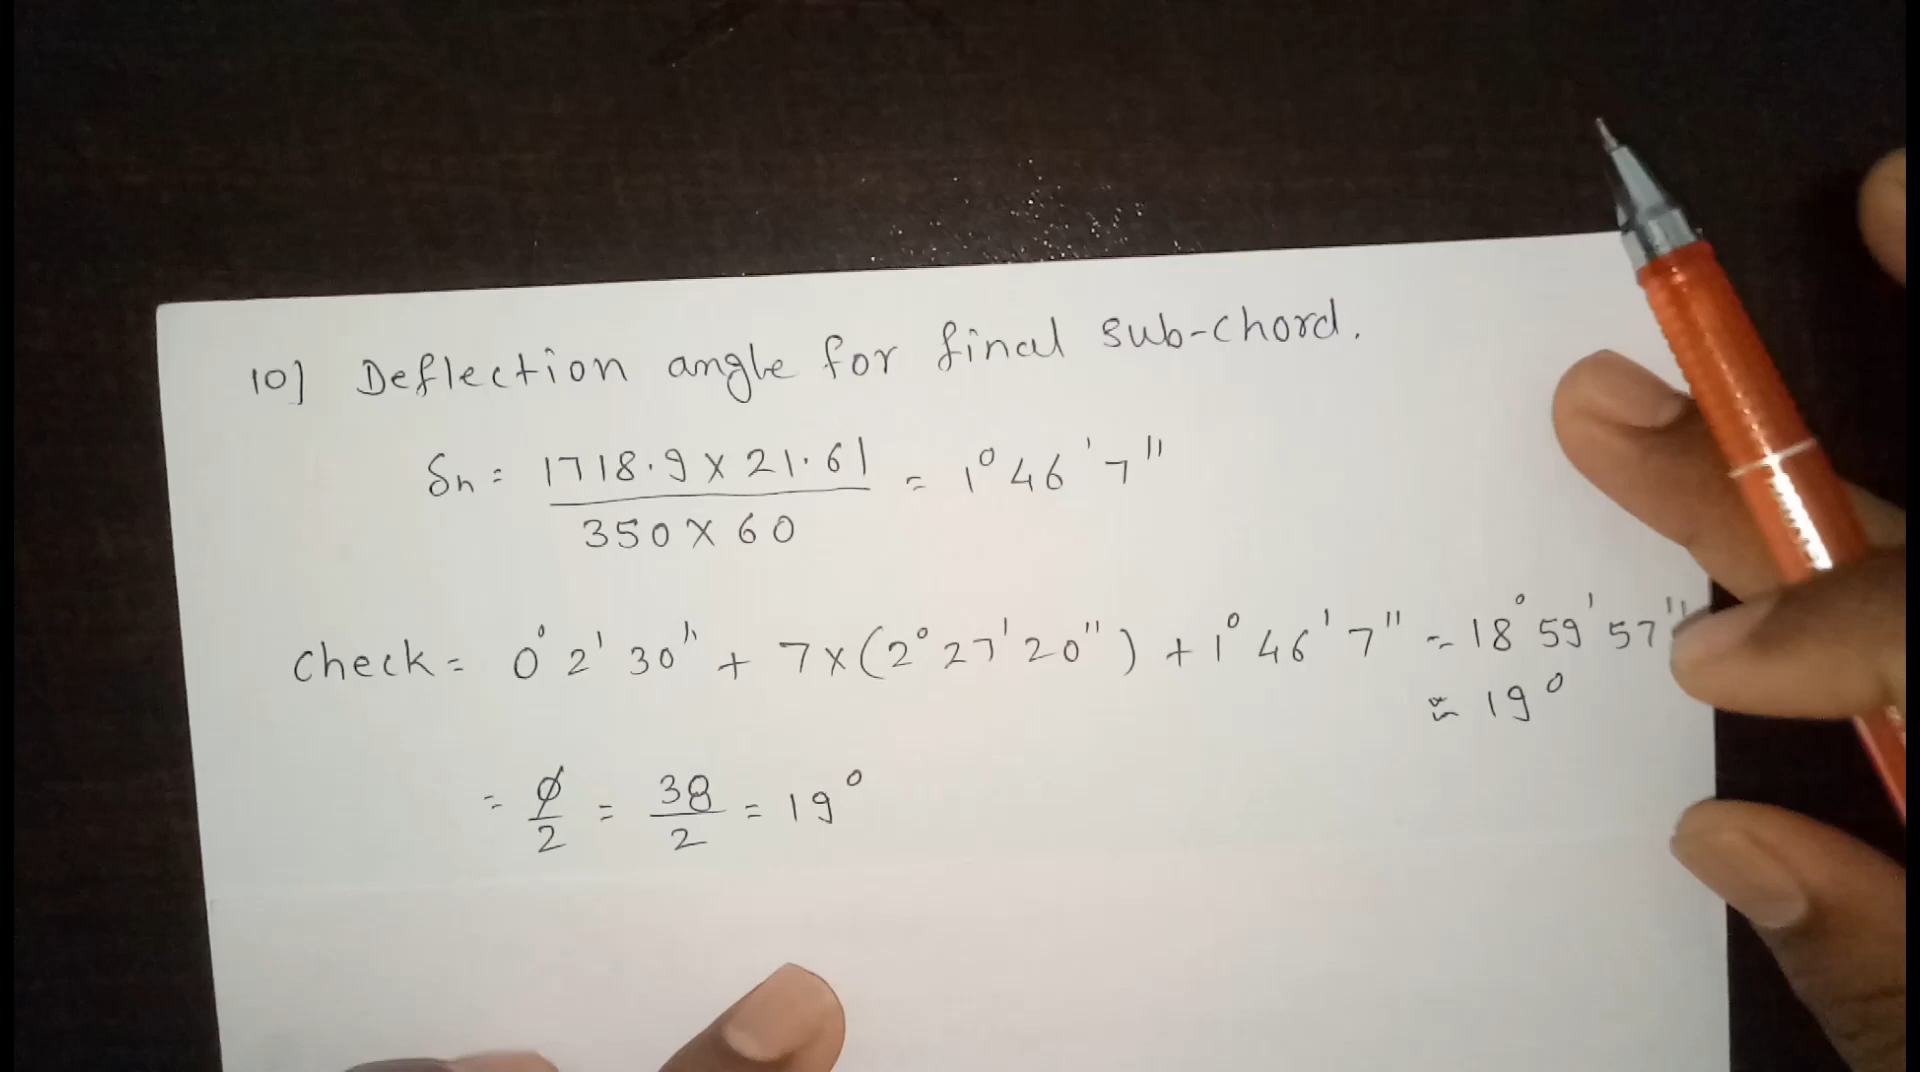 10] Deflection angle for final sub-chord.
δn = 1718.9 x 21.61 / 350 x 60 = 1° 46' 7"
check = 0° 2' 30" + 7x(2° 27' 20") + 1° 46' 7" = 18° 59' 57"
≈ 19°
= ϕ/2 = 38/2 = 19°